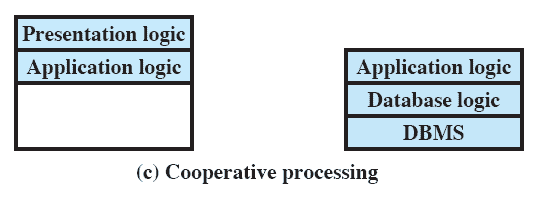 Presentation logic
Application logic
Application logic
Database logic
DBMS
(c) Cooperative processing